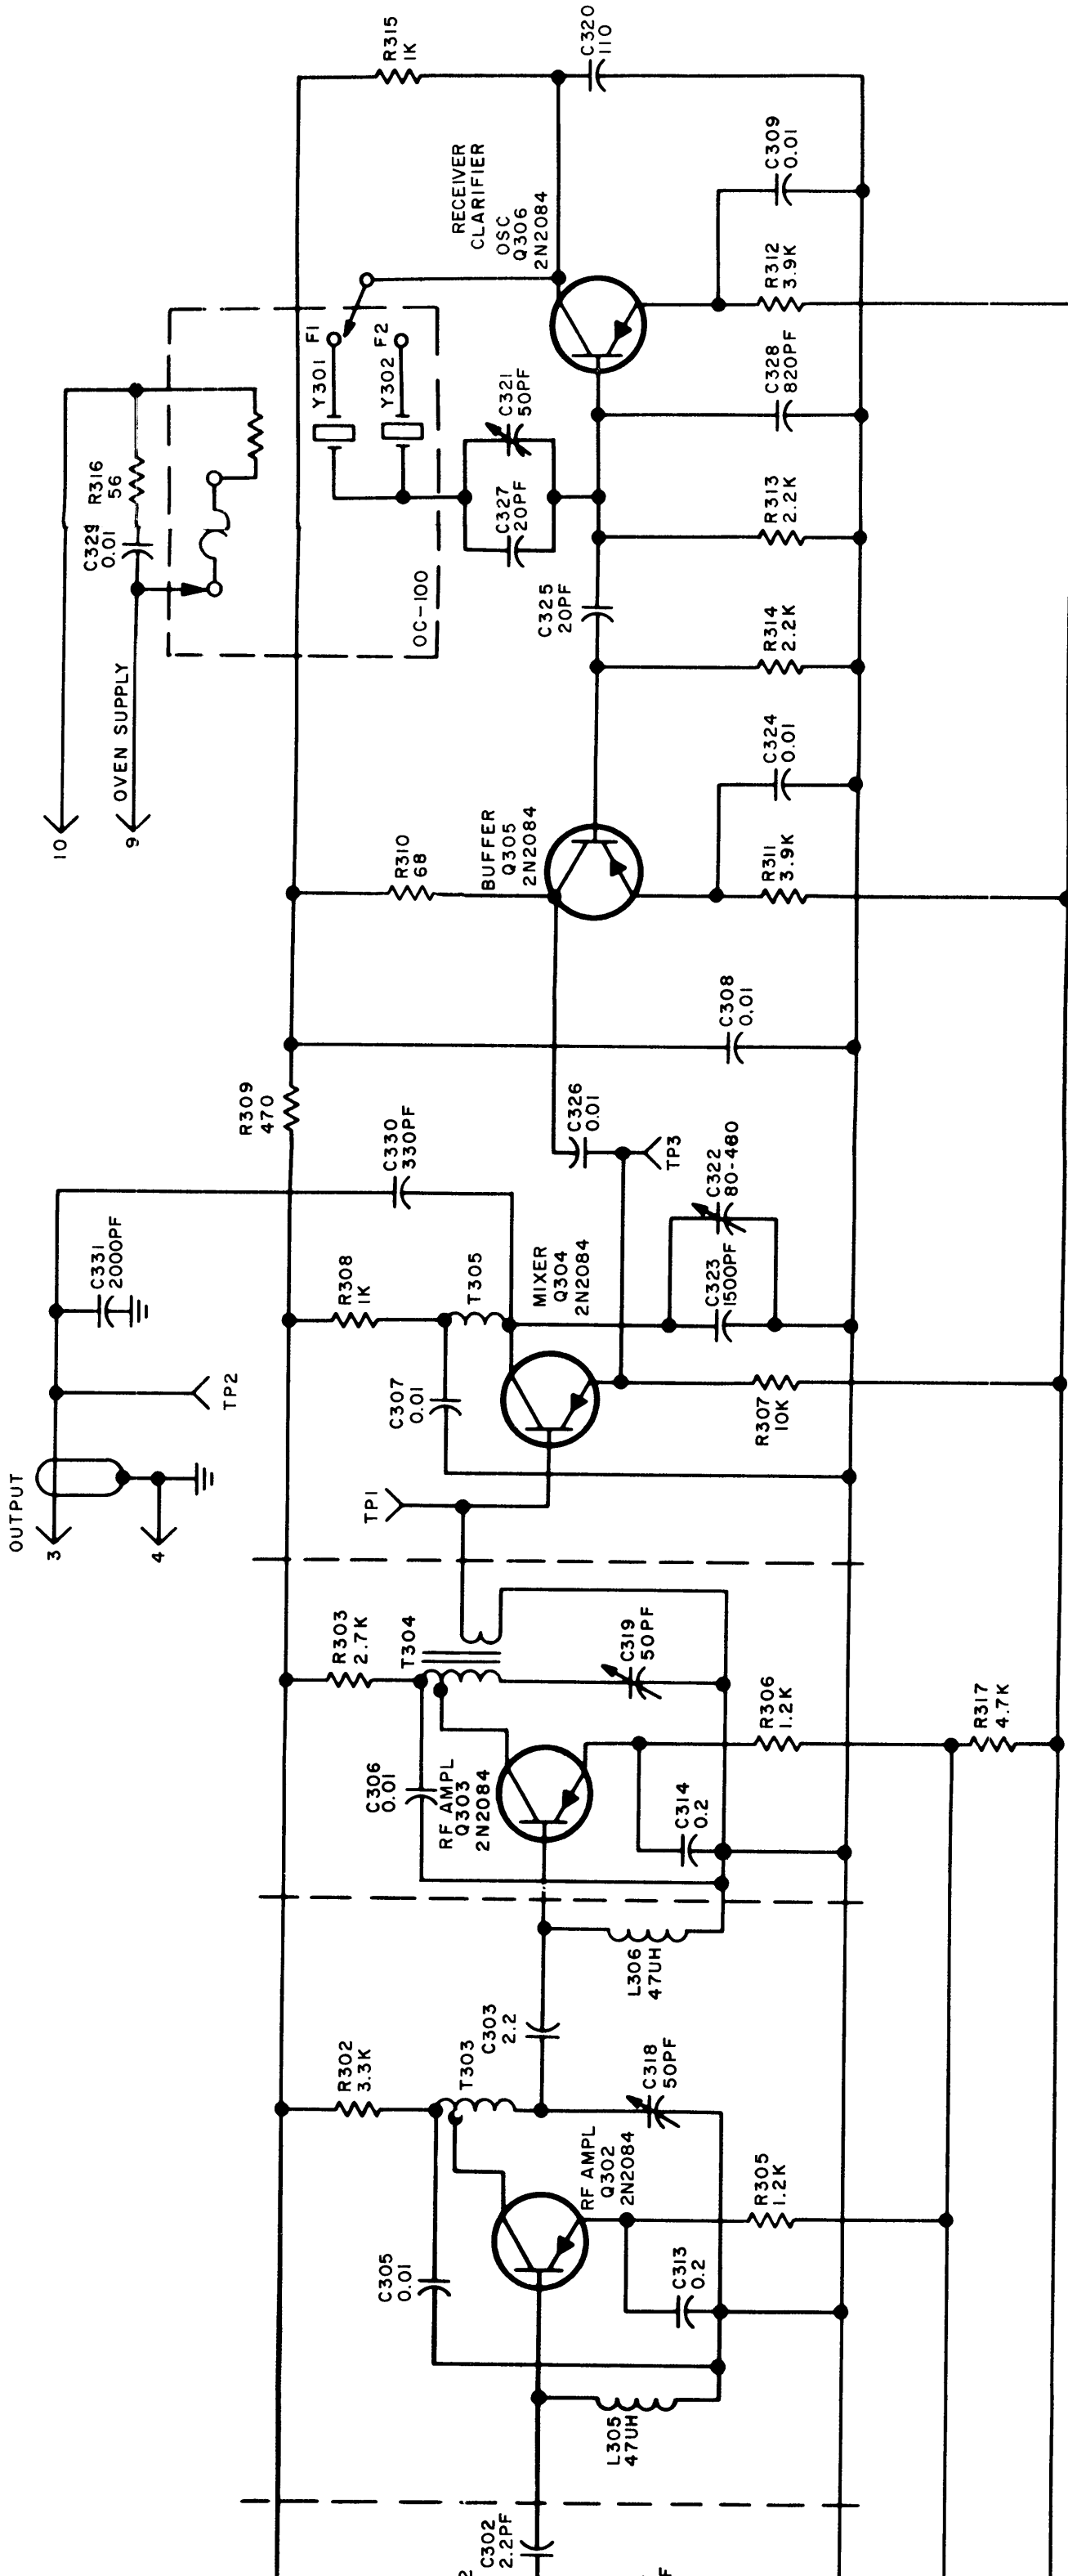 R315
1K
C320
110
RECEIVER
CLARIFIER
OSC
Q306
2N2084
C309
0.01
R312
3.9K
C328
820PF
F1
Y301
Y302
F2
C321
50PF
C327
20PF
R316
56
C329
0.01
R313
2.2K
OC-100
C325
20PF
R314
2.2K
10
9
OVEN SUPPLY
C324
0.01
R310
68
BUFFER
Q305
2N2084
R311
3.9K
C308
0.01
R309
470
C326
0.01
TP3
C330
330PF
C322
80-480
C331
2000PF
R308
1K
T305
MIXER
Q304
2N2084
C323
1500PF
TP2
C307
0.01
R307
10K
OUTPUT
3
4
TP1
R303
2.7K
T304
C319
50PF
R306
1.2K
R317
4.7K
C306
0.01
RF AMPL
Q303
2N2084
C314
0.2
L306
47UH
C303
2.2
R302
3.3K
T303
C318
50PF
RF AMPL
Q302
2N2084
R305
1.2K
C305
0.01
C313
0.2
L305
47UH
C302
2.2PF